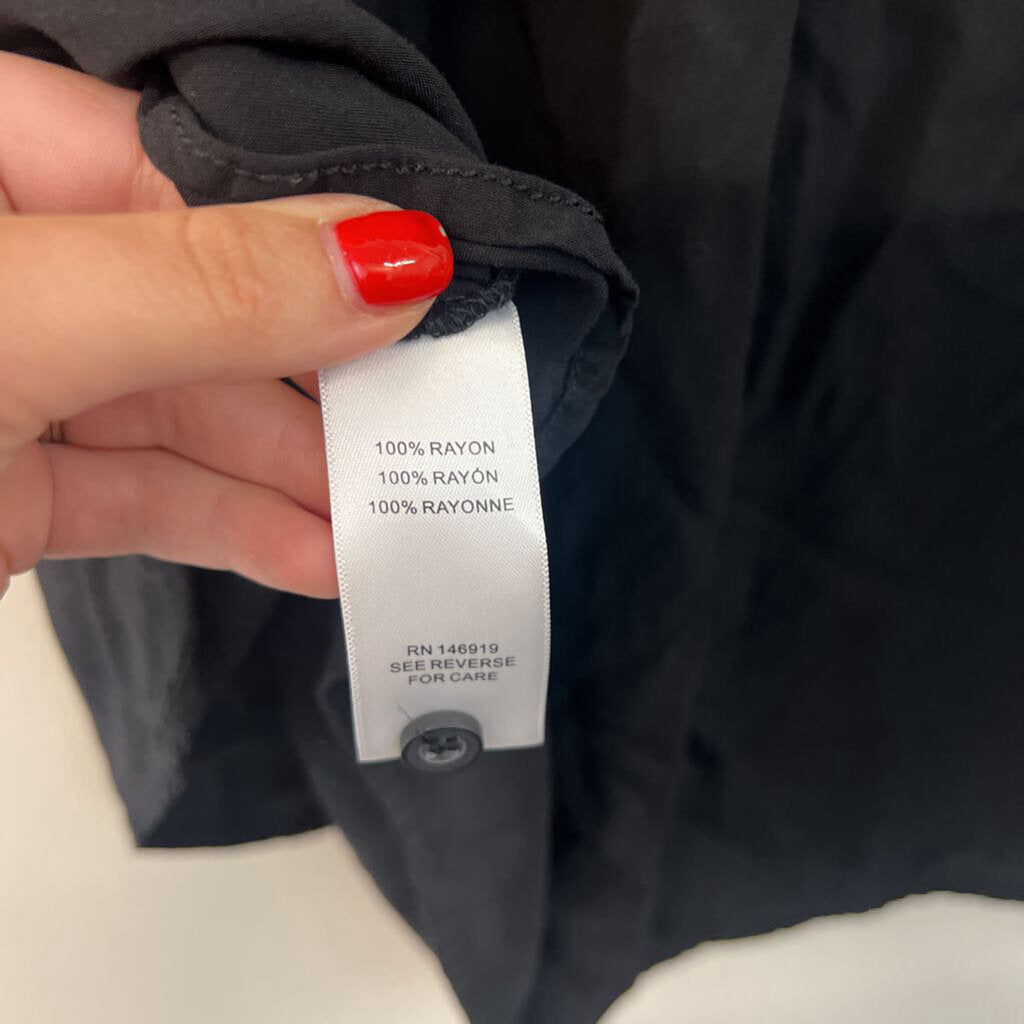 100% RAYON
100% RAYÓN
100% RAYONNE
RN 146919
SEE REVERSE
FOR CARE